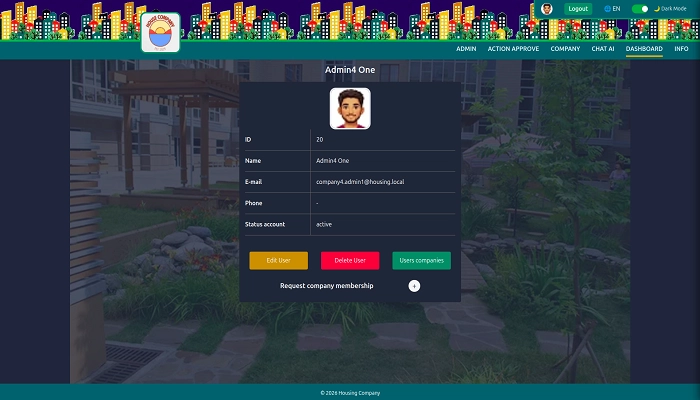 HOUSE COMPANY
Logout
EN
Dark Mode
ADMIN
ACTION APPROVE
COMPANY
CHAT AI
DASHBOARD
INFO
Admin4 One
ID 20
Name Admin4 One
E-mail company4.admin1@housing.local
Phone -
Status account active
Edit User
Delete User
Users companies
Request company membership +
© 2026 Housing Company